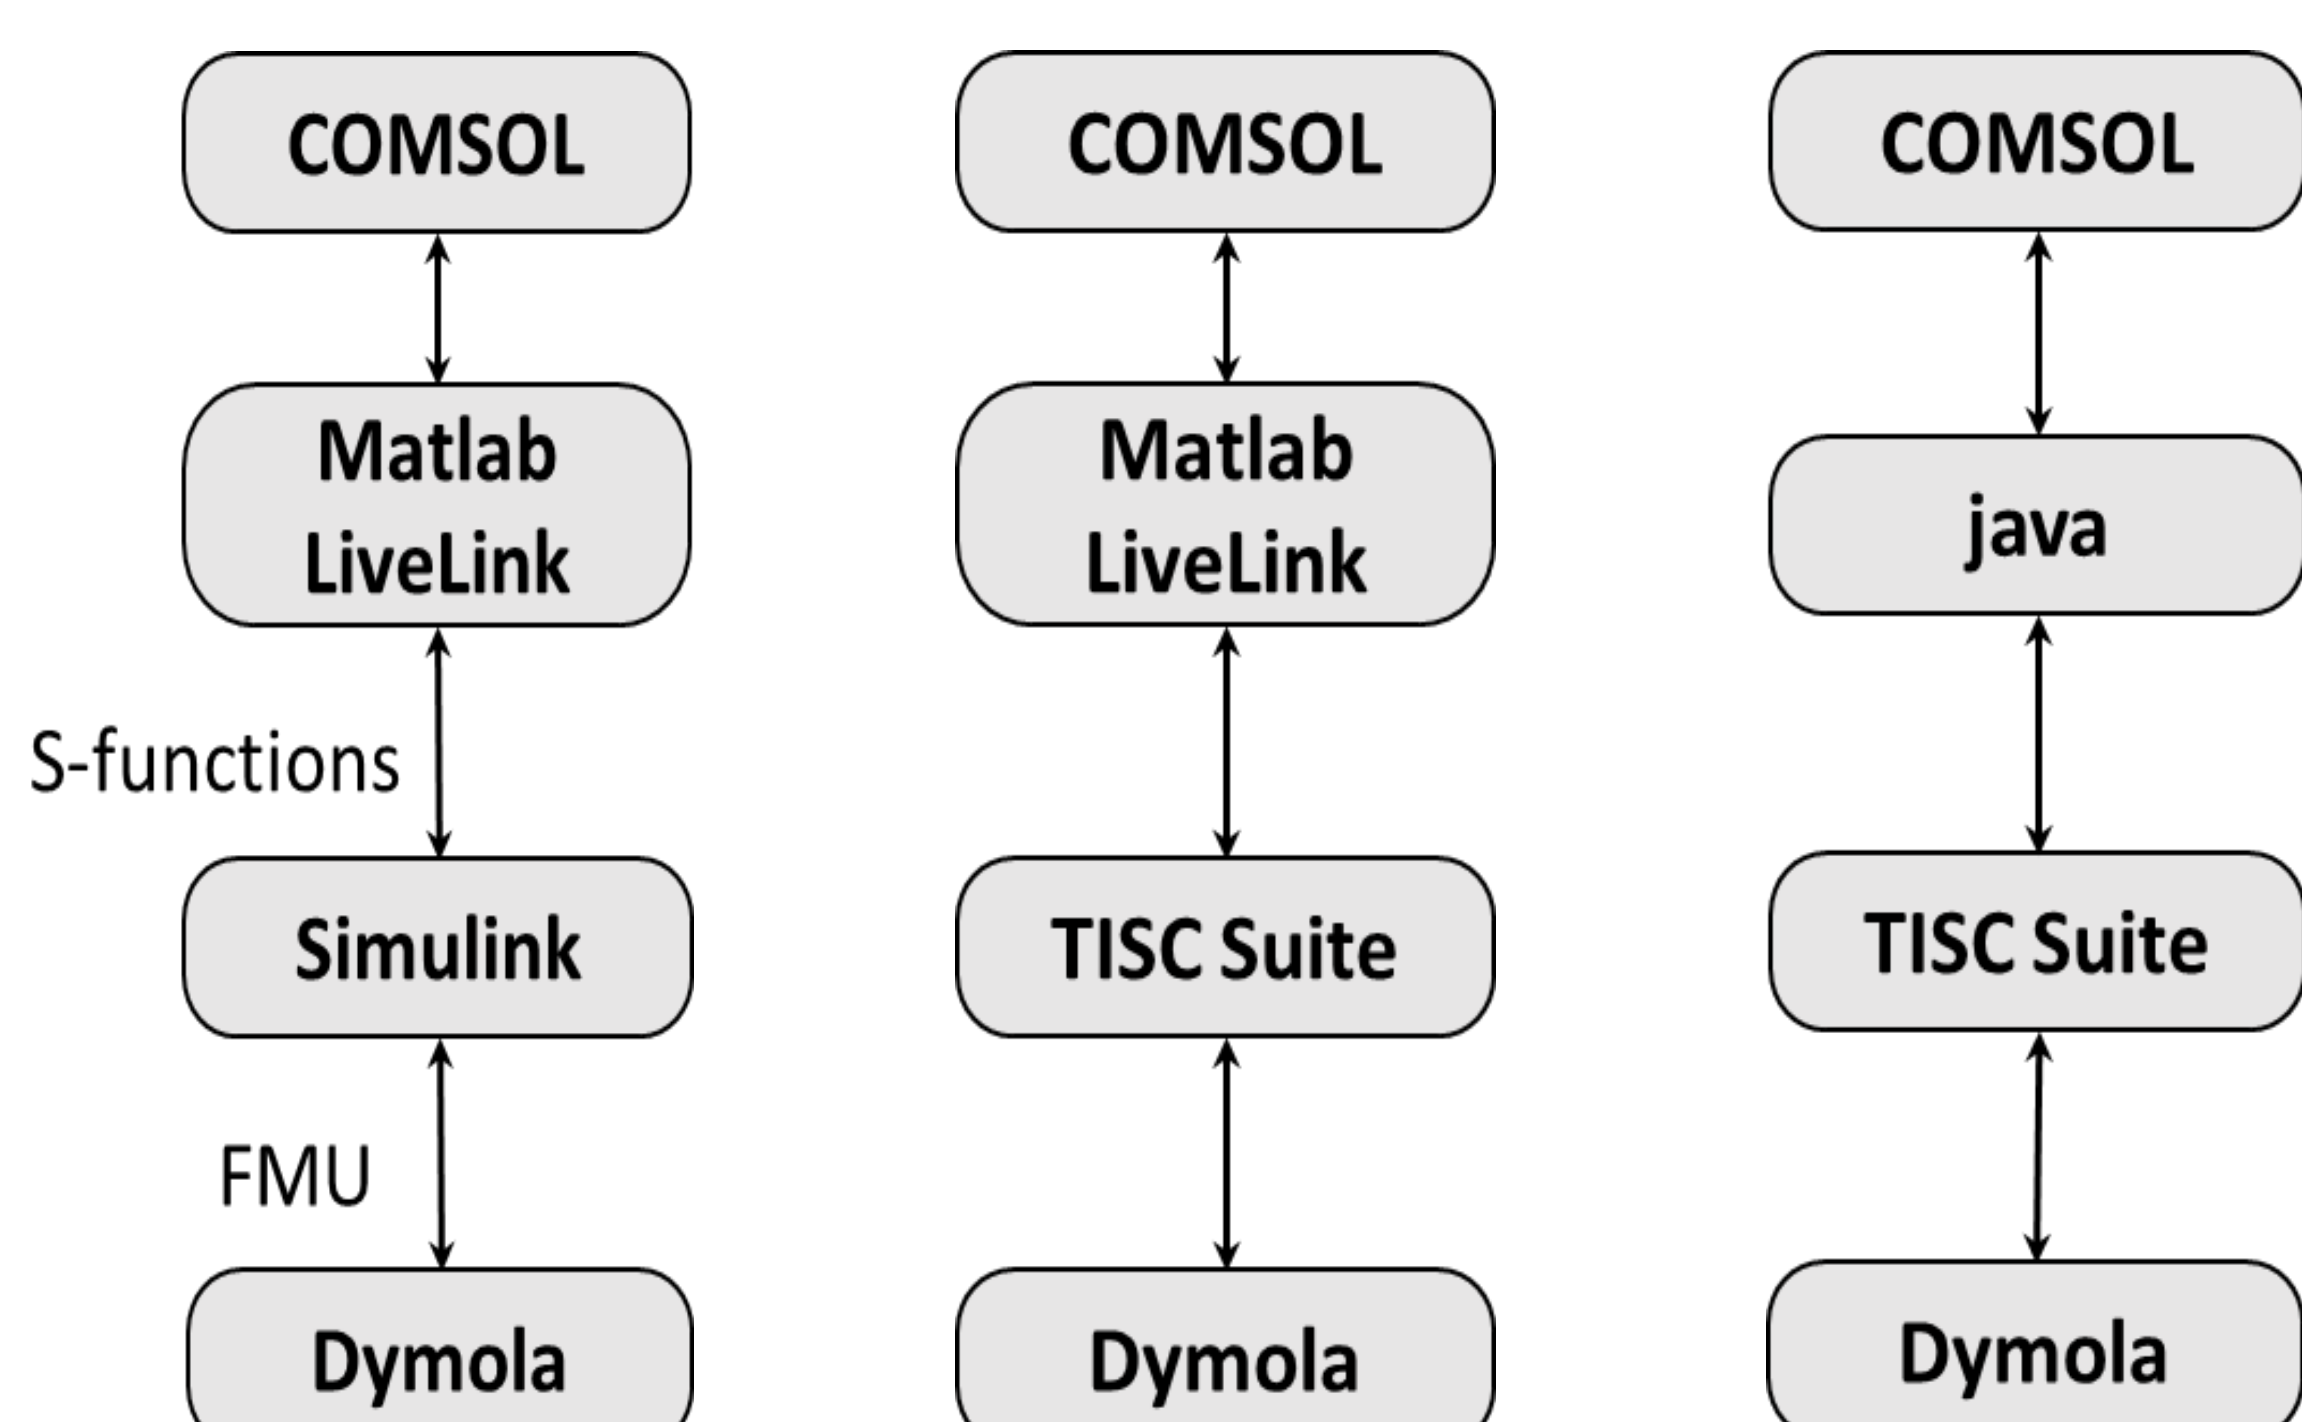 COMSOL
Matlab
LiveLink
S-functions
Simulink
FMU
Dymola
COMSOL
Matlab
LiveLink
TISC Suite
Dymola
COMSOL
java
TISC Suite
Dymola